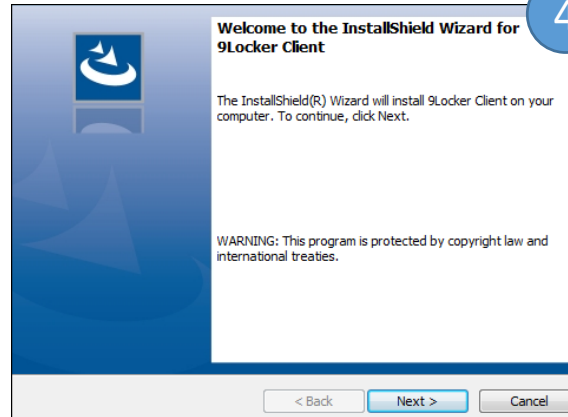 4
Welcome to the InstallShield Wizard for
9Locker Client
The InstallShield(R) Wizard will install 9Locker Client on your
computer. To continue, click Next.
WARNING: This program is protected by copyright law and
international treaties.
< Back
Next >
Cancel